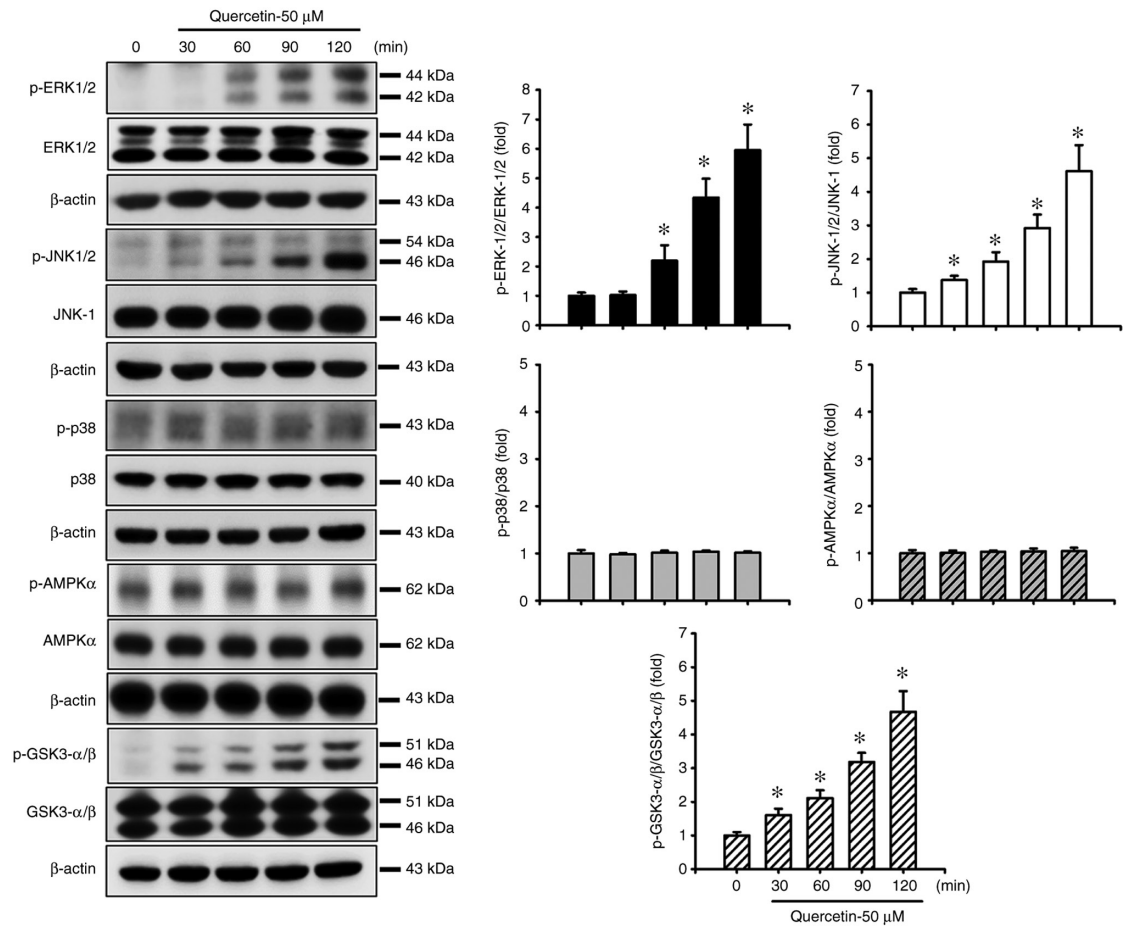 Quercetin-50 μM
0 30 60 90 120 (min)
p-ERK1/2
44 kDa
42 kDa
ERK1/2
44 kDa
42 kDa
β-actin
43 kDa
p-JNK1/2
54 kDa
46 kDa
JNK-1
46 kDa
β-actin
43 kDa
p-p38
43 kDa
p38
40 kDa
β-actin
43 kDa
p-AMPKα
62 kDa
AMPKα
62 kDa
β-actin
43 kDa
p-GSK3-α/β
51 kDa
46 kDa
GSK3-α/β
51 kDa
46 kDa
β-actin
43 kDa
p-ERK-1/2/ERK-1/2 (fold)
8
7
6
5
4
3
2
1
0
* * *
p-JNK-1/2/JNK-1 (fold)
7
6
5
4
3
2
1
0
* * * *
p-p38/p38 (fold)
5
4
3
2
1
0
p-AMPKα/AMPKα (fold)
5
4
3
2
1
0
p-GSK3-α/β/GSK3-α/β (fold)
7
6
5
4
3
2
1
0
* * * *
0 30 60 90 120 (min)
Quercetin-50 μM